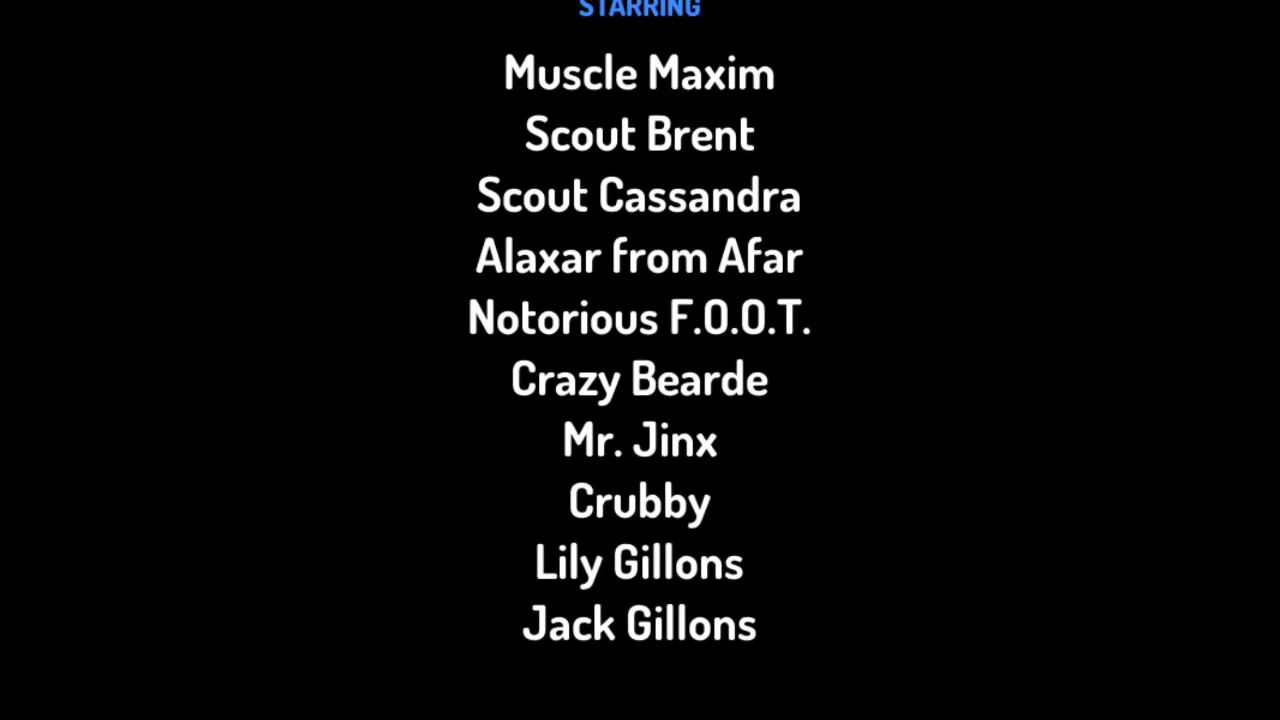 STARRING
Muscle Maxim
Scout Brent
Scout Cassandra
Alaxar from Afar
Notorious F.O.O.T.
Crazy Bearde
Mr. Jinx
Crubby
Lily Gillons
Jack Gillons